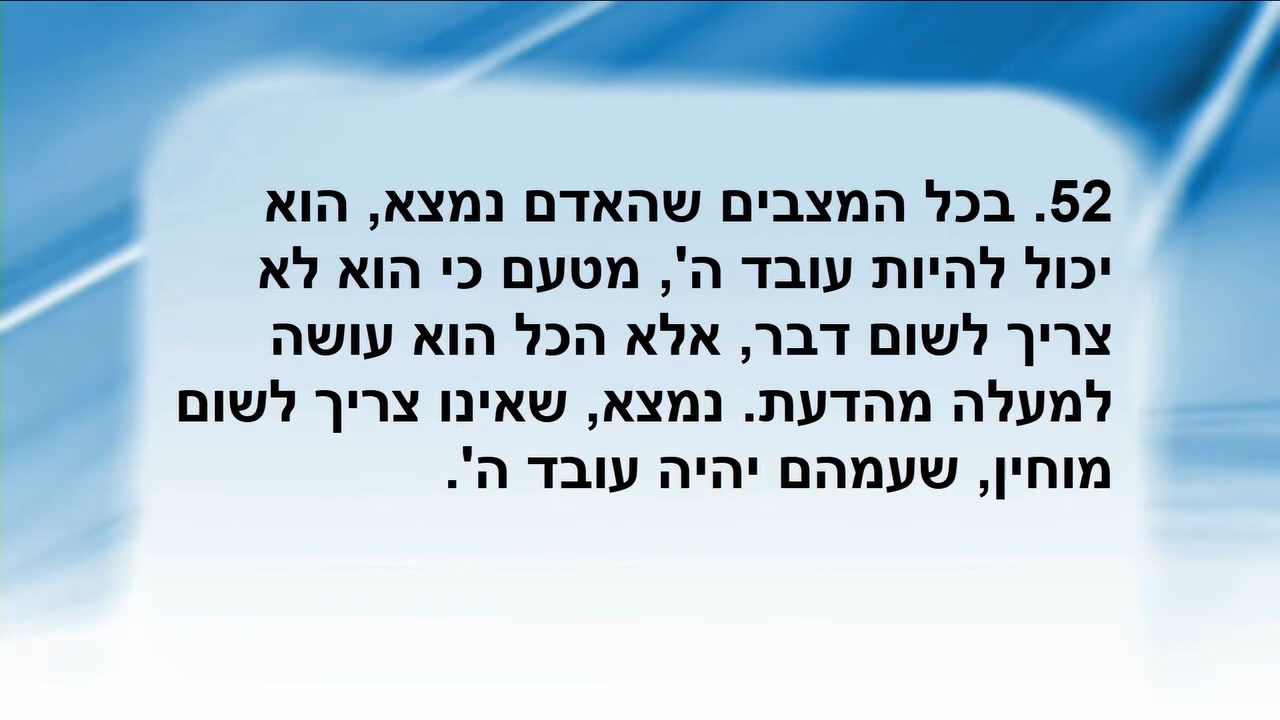 52. בכל המצבים שהאדם נמצא, הוא
יכול להיות עובד ה', מטעם כי הוא לא
צריך לשום דבר, אלא הכל הוא עושה
למעלה מהדעת. נמצא, שאינו צריך לשום
מוחין, שעמהם יהיה עובד ה'.